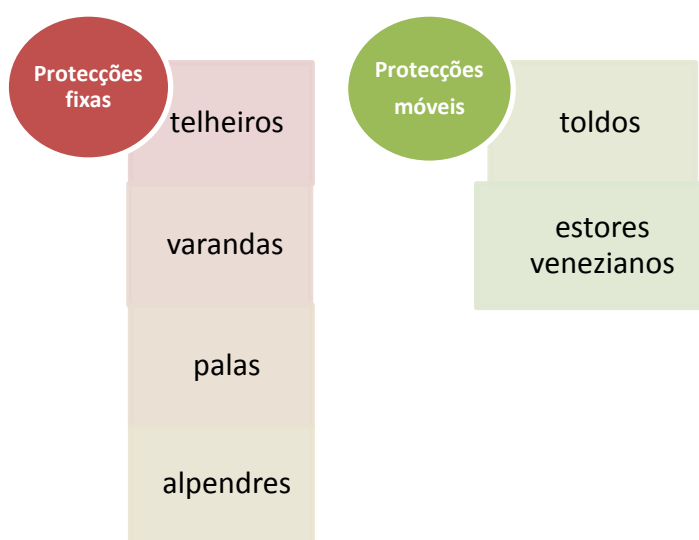 Protecções
fixas
telheiros
varandas
palas
alpendres
Protecções
móveis
toldos
estores
venezianos